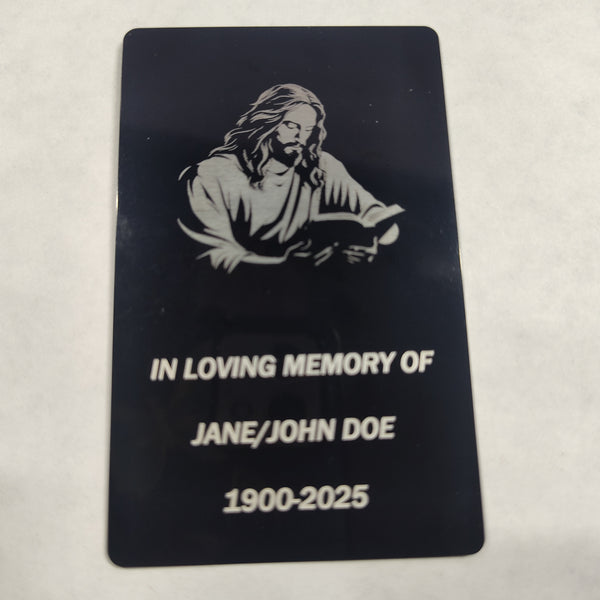 IN LOVING MEMORY OF
JANE/JOHN DOE
1900-2025